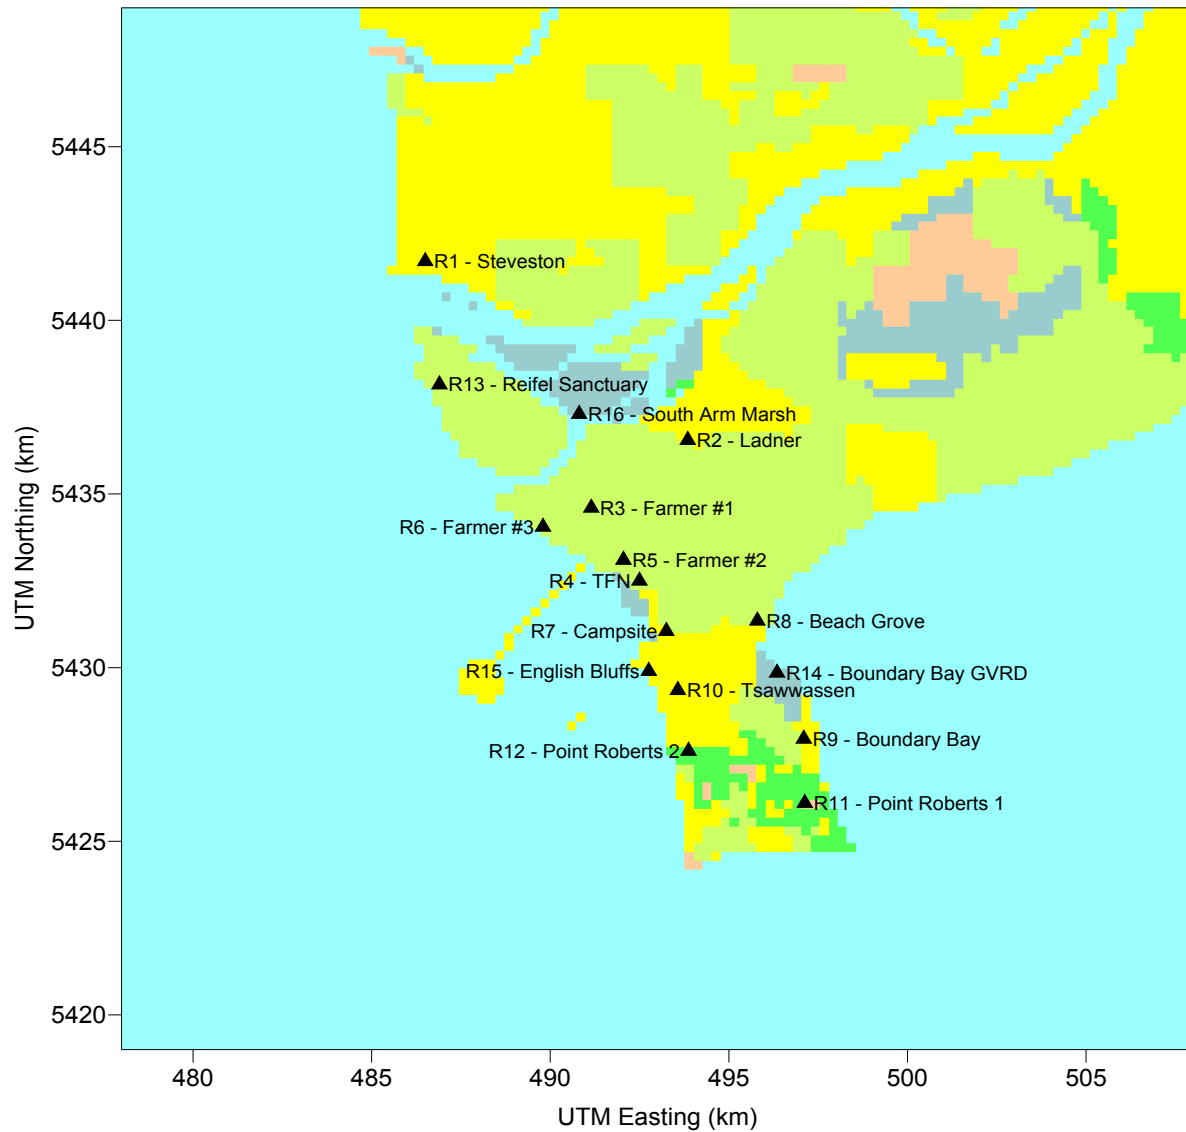 5445
R1 - Steveston
5440
R13 - Reifel Sanctuary
R16 - South Arm Marsh
R2 - Ladner
5435
R3 - Farmer #1
R6 - Farmer #3
R5 - Farmer #2
R4 - TFN
R8 - Beach Grove
R7 - Campsite
5430
R15 - English Bluffs
R14 - Boundary Bay GVRD
R10 - Tsawwassen
R9 - Boundary Bay
R12 - Point Roberts 2
R11 - Point Roberts 1
5425
5420
UTM Northing (km)
480 485 490 495 500 505
UTM Easting (km)